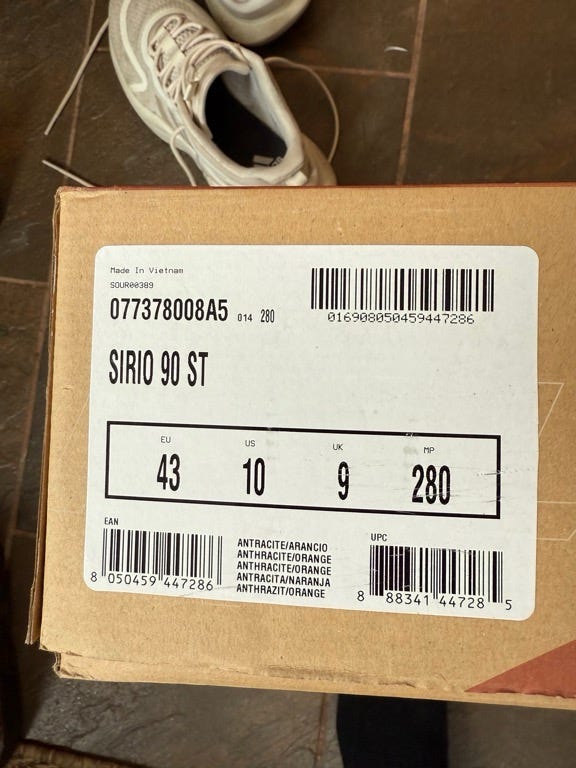 Made In Vietnam
SOUR00389
077378008A5 014 280
016908050459447286
SIRIO 90 ST
EU US UK MP
43 10 9 280
EAN
8 050459 447286
ANTRACITE/ARANCIO
ANTHRACITE/ORANGE
ANTHRACITE/ORANGE
ANTRACITA/NARANJA
ANTHRAZIT/ORANGE
UPC
8 88341 44728 5